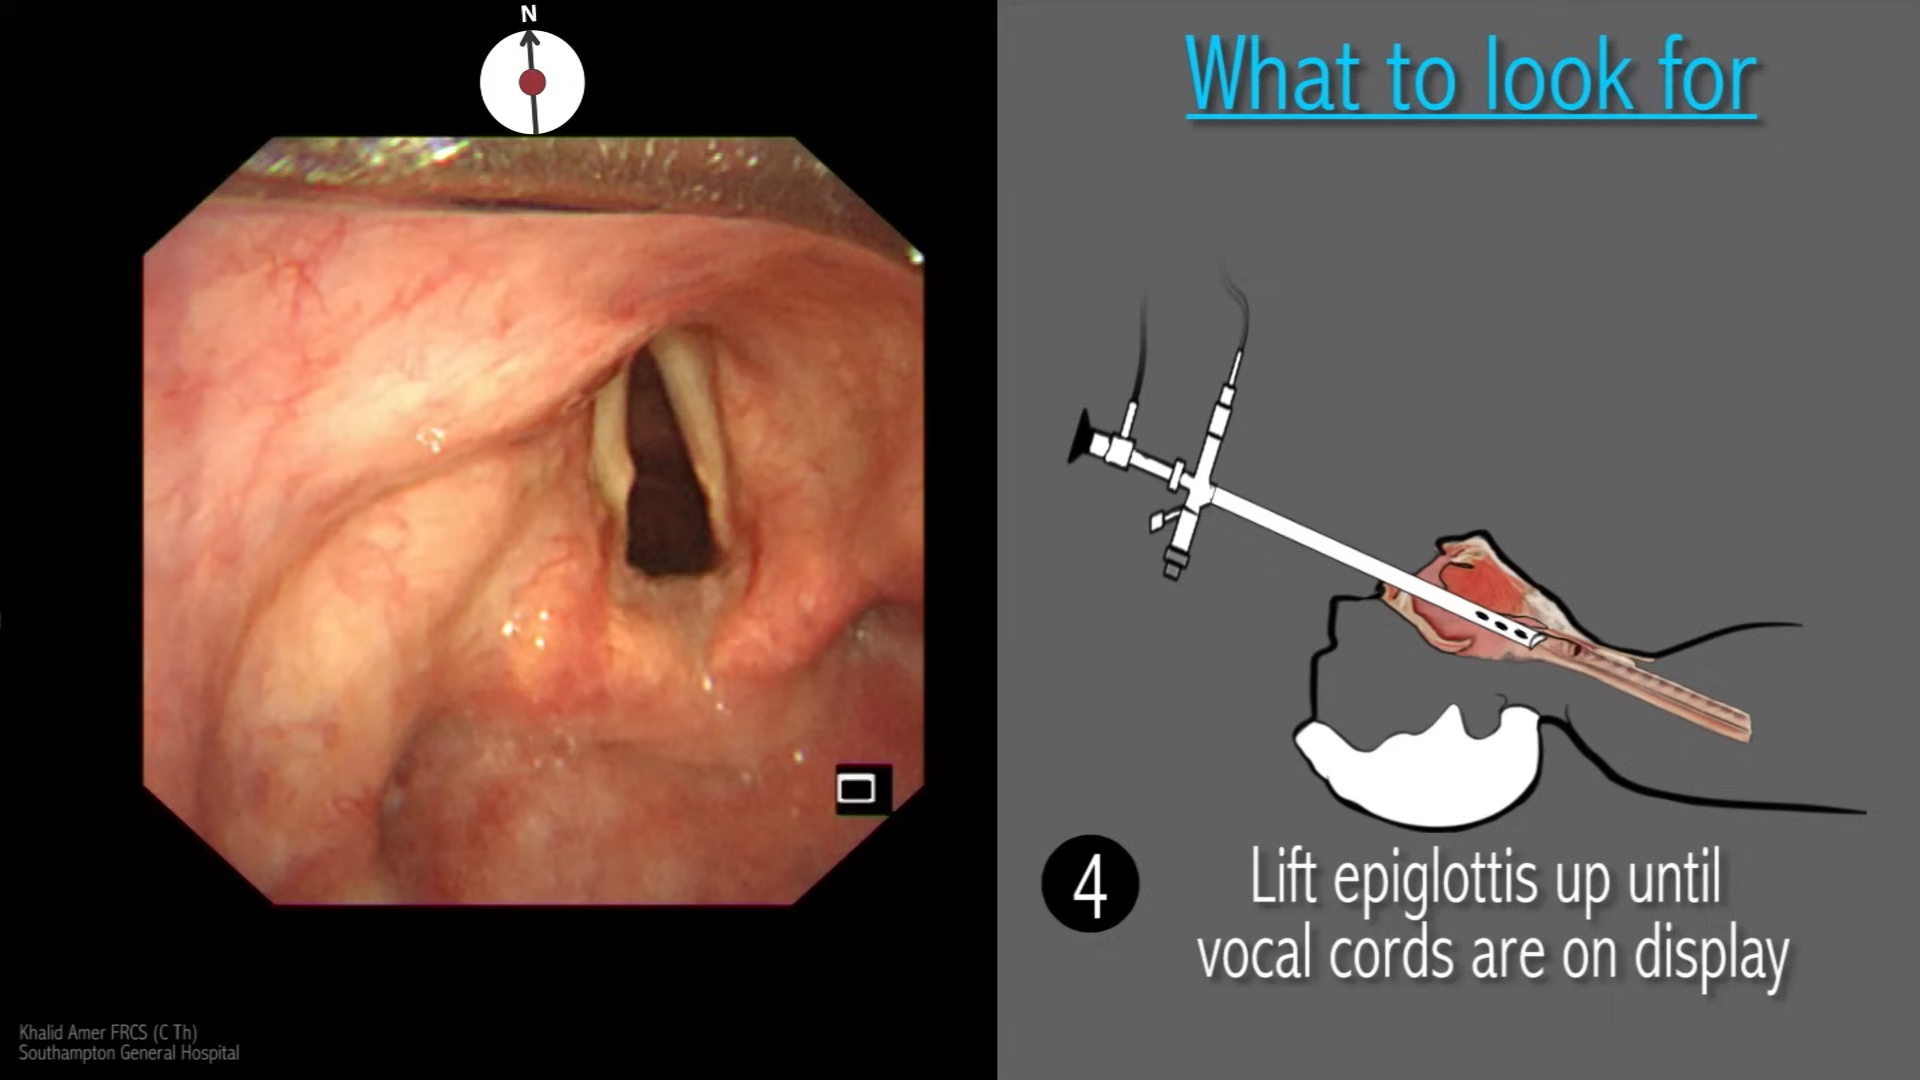 N
What to look for
4
Lift epiglottis up until
vocal cords are on display
Khalid Amer FRCS (C Th)
Southampton General Hospital